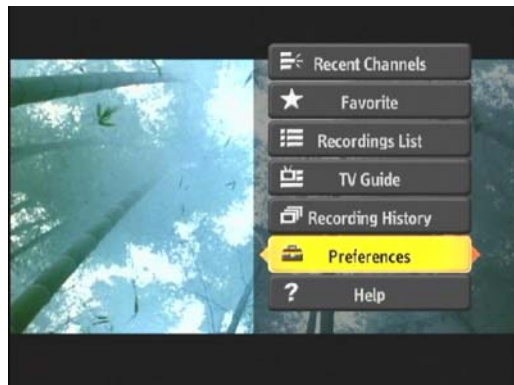 Recent Channels
Favorite
Recordings List
TV Guide
Recording History
Preferences
? Help